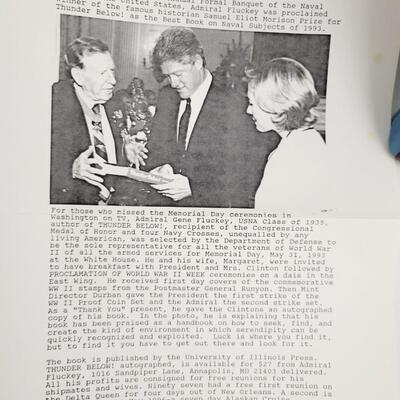 Annual Formal Banquet of the Naval
United States, Admiral Fluckey was proclaimed
winner of the famous historian Samuel Eliot Morison Prize for
Thunder Below! as the Best Book on Naval Subjects of 1993.
For those who missed the Memorial Day ceremonies in
Washington on TV, Admiral Gene Fluckey, USNA Class of 1935,
author of THUNDER BELOW!, recipient of the Congressional
Medal of Honor and four Navy Crosses, unequalled by any
living American, was selected by the Department of Defense to
be the sole representative for all the veterans of World War
II of all the armed services for Memorial Day, May 31, 1993
at the White House. He and his wife, Margaret, were invited
to have breakfast with President and Mrs. Clinton followed by
PROCLAMATION OF WORLD WAR II WEEK ceremonies on a dais in the
East Wing. He received first day covers of the commemorative
WW II stamps from the Postmaster General Runyon. Then Mint
Director Durban gave the President the first strike of the
WW II Proof Coin Set and the Admiral the second strike set.
As a "Thank You" present, he gave the Clintons an autographed
copy of his book. In the photo, he is explaining that his
book has been praised as a handbook on how to seek, find, and
create the kind of environment in which serendipity can be
quickly recognized and exploited. Luck is where you find it,
but to find it you have to get out there and look for it.
The book is published by the University of Illinois Press.
THUNDER BELOW! autographed, is available for $27 from Admiral
Fluckey, 1016 Sandpiper Lane, Annapolis, MD 21403 delivered.
All his profits are consigned for free reunions for his
shipmates and wives. Ninety seven had a free first reunion on
the Delta Queen for four days out of New Orleans. A second is